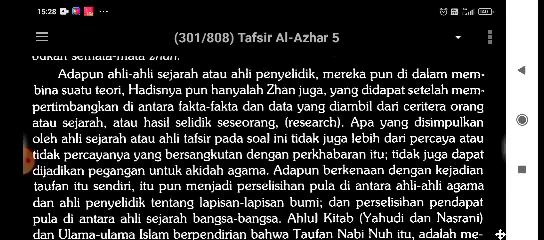 15:28
(301/808) Tafsir Al-Azhar 5
bukan semata-mata zhan.
Adapun ahli-ahli sejarah atau ahli penyelidik, mereka pun di dalam mem-
bina suatu teori, Hadisnya pun hanyalah Zhan juga, yang didapat setelah mem-
pertimbangkan di antara fakta-fakta dan data yang diambil dari ceritera orang
atau sejarah, atau hasil selidik seseorang, (research). Apa yang disimpulkan
oleh ahli sejarah atau ahli tafsir pada soal ini tidak juga lebih dari percaya atau
tidak percayanya yang bersangkutan dengan perkhabaran itu; tidak juga dapat
dijadikan pegangan untuk akidah agama. Adapun berkenaan dengan kejadian
taufan itu sendiri, itu pun menjadi perselisihan pula di antara ahli-ahli agama
dan ahli penyelidik tentang lapisan-lapisan bumi; dan perselisihan pendapat
pula di antara ahli sejarah bangsa-bangsa. Ahlul Kitab (Yahudi dan Nasrani)
dan Ulama-ulama Islam berpendirian bahwa Taufan Nabi Nuh itu, adalah me-